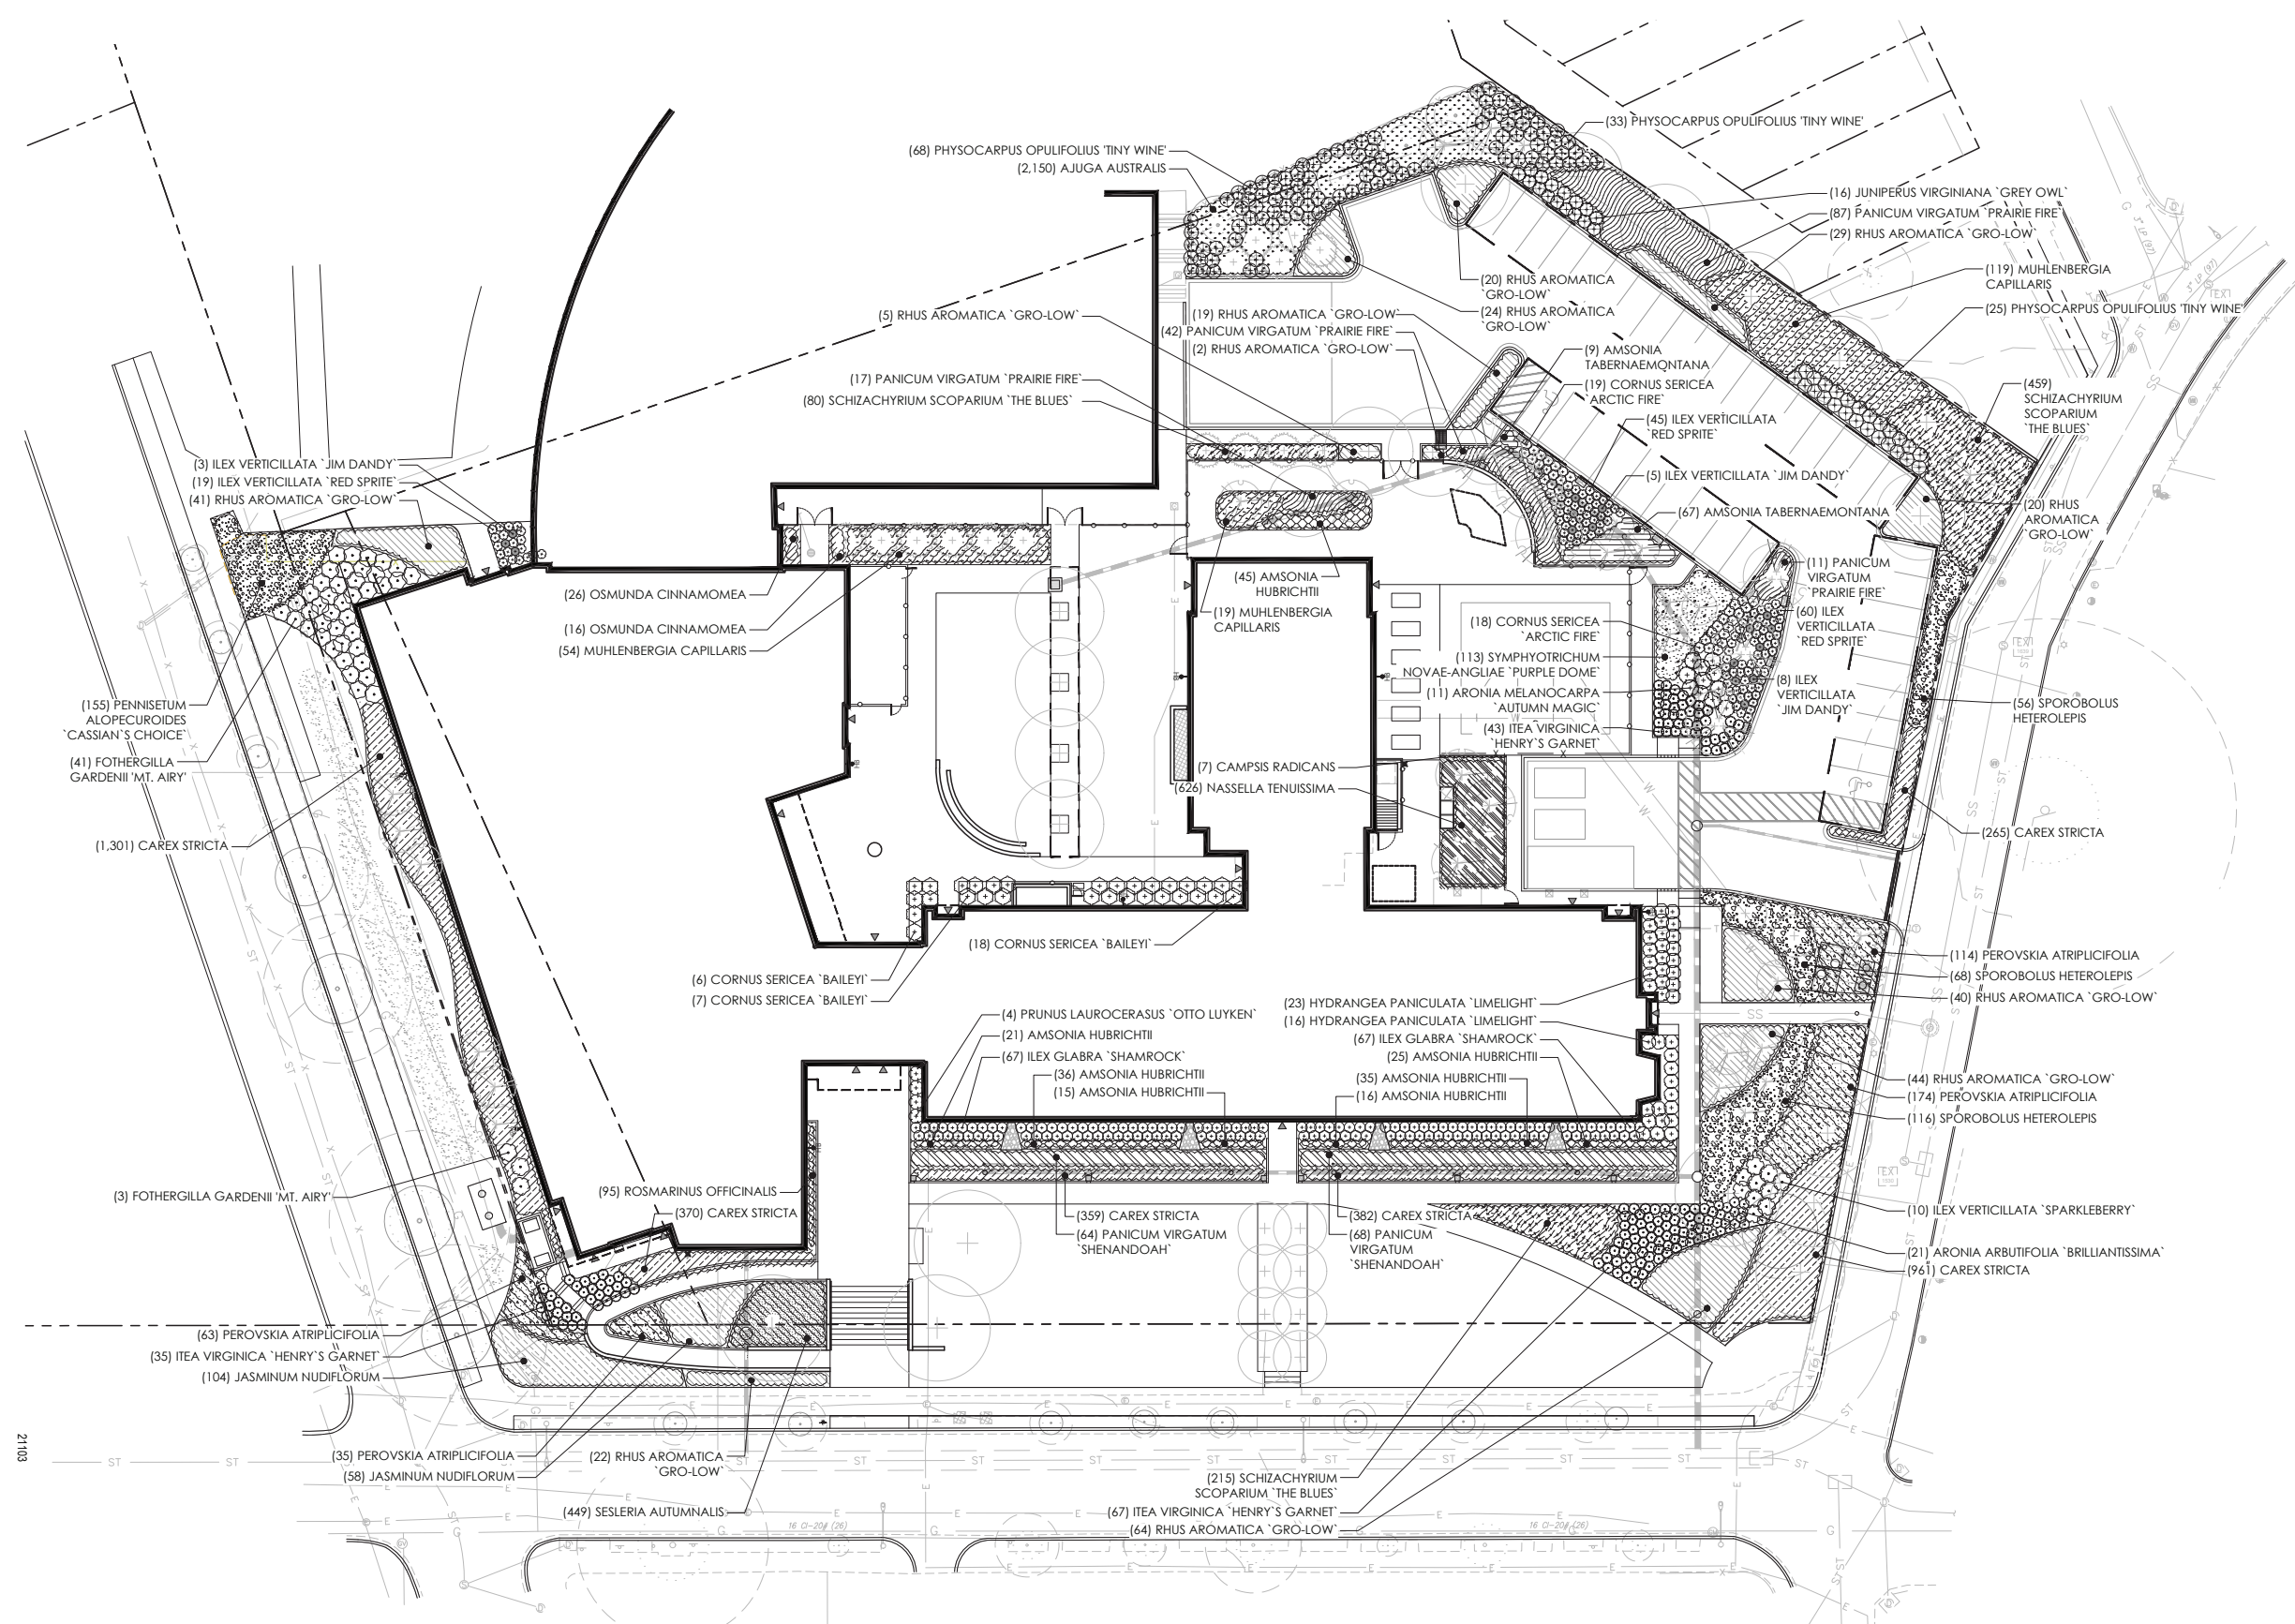 (33) PHYSOCARPUS OPULIFOLIUS 'TINY WINE'
(68) PHYSOCARPUS OPULIFOLIUS 'TINY WINE'
(2,150) AJUGA AUSTRALIS
(16) JUNIPERUS VIRGINIANA `GREY OWL`
(87) PANICUM VIRGATUM `PRAIRIE FIRE`
(29) RHUS AROMATICA `GRO-LOW`
(119) MUHLENBERGIA
CAPILLARIS
(25) PHYSOCARPUS OPULIFOLIUS 'TINY WINE'
(20) RHUS AROMATICA
`GRO-LOW`
(24) RHUS AROMATICA
`GRO-LOW`
(5) RHUS AROMATICA `GRO-LOW`
(19) RHUS AROMATICA `GRO-LOW`
(42) PANICUM VIRGATUM `PRAIRIE FIRE`
(2) RHUS AROMATICA `GRO-LOW`
(9) AMSONIA
TABERNAEMONTANA
(19) CORNUS SERICEA
`ARCTIC FIRE`
(17) PANICUM VIRGATUM `PRAIRIE FIRE`
(80) SCHIZACHYRIUM SCOPARIUM `THE BLUES`
(459)
SCHIZACHYRIUM
SCOPARIUM
`THE BLUES`
(45) ILEX VERTICILLATA
`RED SPRITE`
(5) ILEX VERTICILLATA `JIM DANDY`
(67) AMSONIA TABERNAEMONTANA
(20) RHUS
AROMATICA
`GRO-LOW`
(3) ILEX VERTICILLATA `JIM DANDY`
(19) ILEX VERTICILLATA `RED SPRITE`
(41) RHUS AROMATICA `GRO-LOW`
(26) OSMUNDA CINNAMOMEA
(16) OSMUNDA CINNAMOMEA
(54) MUHLENBERGIA CAPILLARIS
(45) AMSONIA
HUBRICHTII
(19) MUHLENBERGIA
CAPILLARIS
(11) PANICUM
VIRGATUM
`PRAIRIE FIRE`
(60) ILEX
VERTICILLATA
`RED SPRITE`
(18) CORNUS SERICEA
`ARCTIC FIRE`
(113) SYMPHYOTRICHUM
NOVAE-ANGLIAE `PURPLE DOME`
(11) ARONIA MELANOCARPA
`AUTUMN MAGIC`
(43) ITEA VIRGINICA
`HENRY`S GARNET`
(8) ILEX
VERTICILLATA
`JIM DANDY`
(56) SPOROBOLUS
HETEROLEPIS
(155) PENNISETUM
ALOPECUROIDES
`CASSIAN`S CHOICE`
(41) FOTHERGILLA
GARDENII 'MT. AIRY'
(7) CAMPSIS RADICANS
(626) NASSELLA TENUISSIMA
(1,301) CAREX STRICTA
(265) CAREX STRICTA
(18) CORNUS SERICEA `BAILEYI`
(6) CORNUS SERICEA `BAILEYI`
(7) CORNUS SERICEA `BAILEYI`
(114) PEROVSKIA ATRIPLICIFOLIA
(68) SPOROBOLUS HETEROLEPIS
(40) RHUS AROMATICA `GRO-LOW`
(4) PRUNUS LAUROCERASUS `OTTO LUYKEN`
(21) AMSONIA HUBRICHTII
(67) ILEX GLABRA `SHAMROCK`
(36) AMSONIA HUBRICHTII
(15) AMSONIA HUBRICHTII
(23) HYDRANGEA PANICULATA `LIMELIGHT`
(16) HYDRANGEA PANICULATA `LIMELIGHT`
(67) ILEX GLABRA `SHAMROCK`
(25) AMSONIA HUBRICHTII
(35) AMSONIA HUBRICHTII
(16) AMSONIA HUBRICHTII
(44) RHUS AROMATICA `GRO-LOW`
(174) PEROVSKIA ATRIPLICIFOLIA
(116) SPOROBOLUS HETEROLEPIS
(3) FOTHERGILLA GARDENII 'MT. AIRY'
(95) ROSMARINUS OFFICINALIS
(370) CAREX STRICTA
(359) CAREX STRICTA
(64) PANICUM VIRGATUM
`SHENANDOAH`
(382) CAREX STRICTA
(68) PANICUM
VIRGATUM
`SHENANDOAH`
(10) ILEX VERTICILLATA `SPARKLEBERRY`
(21) ARONIA ARBUTIFOLIA `BRILLIANTISSIMA`
(961) CAREX STRICTA
(63) PEROVSKIA ATRIPLICIFOLIA
(35) ITEA VIRGINICA `HENRY`S GARNET`
(104) JASMINUM NUDIFLORUM
(35) PEROVSKIA ATRIPLICIFOLIA
(58) JASMINUM NUDIFLORUM
(22) RHUS AROMATICA
`GRO-LOW`
(449) SESLERIA AUTUMNALIS
(215) SCHIZACHYRIUM
SCOPARIUM `THE BLUES`
(67) ITEA VIRGINICA `HENRY`S GARNET`
(64) RHUS AROMATICA `GRO-LOW`
21103
16 CI-20# (26)
16 CI-20# (26)